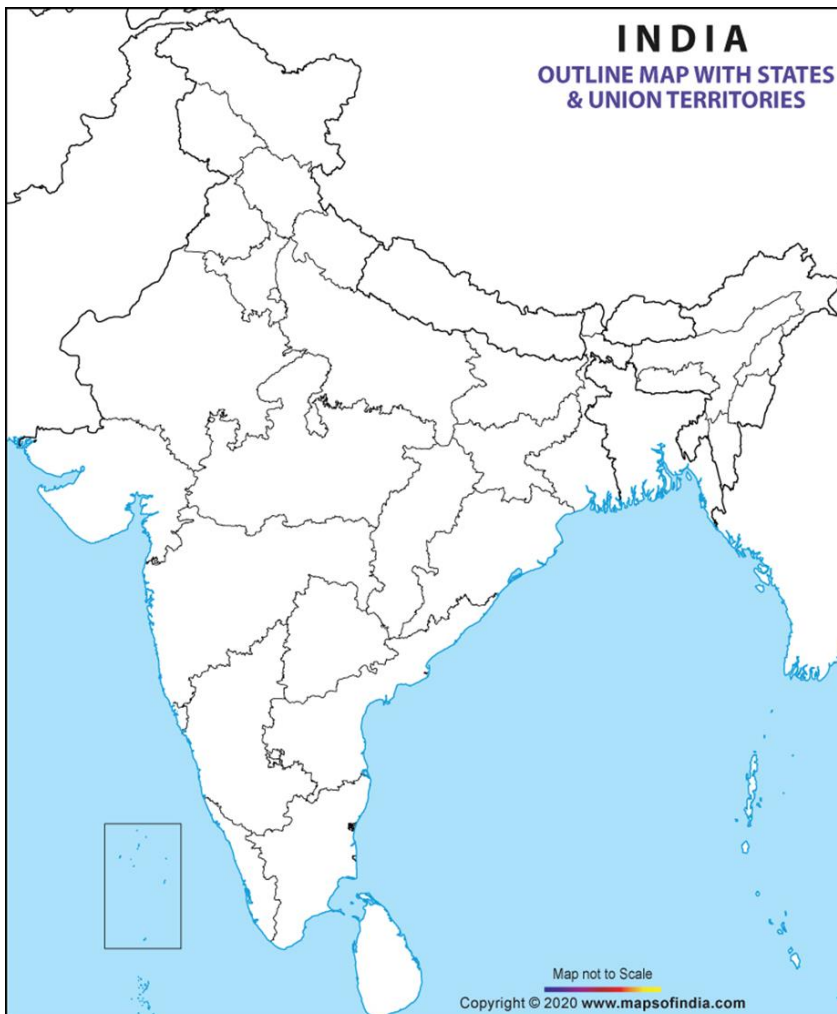 INDIA
OUTLINE MAP WITH STATES
& UNION TERRITORIES
Map not to Scale
Copyright © 2020 www.mapsofindia.com